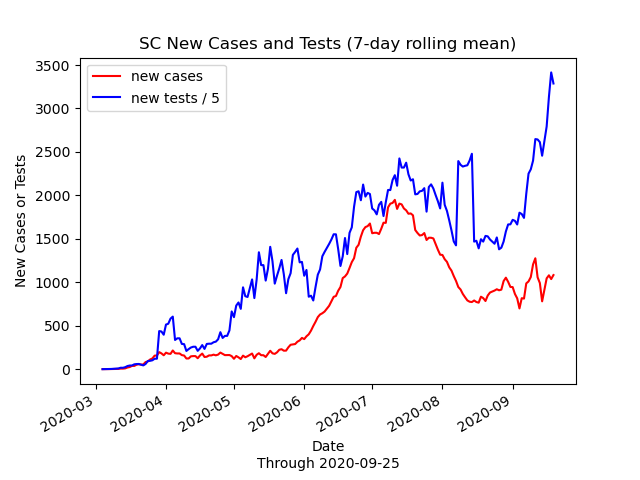 SC New Cases and Tests (7-day rolling mean)
new cases
new tests / 5
New Cases or Tests
3500
3000
2500
2000
1500
1000
500
0
2020-03
2020-04
2020-05
2020-06
2020-07
2020-08
2020-09
Date
Through 2020-09-25